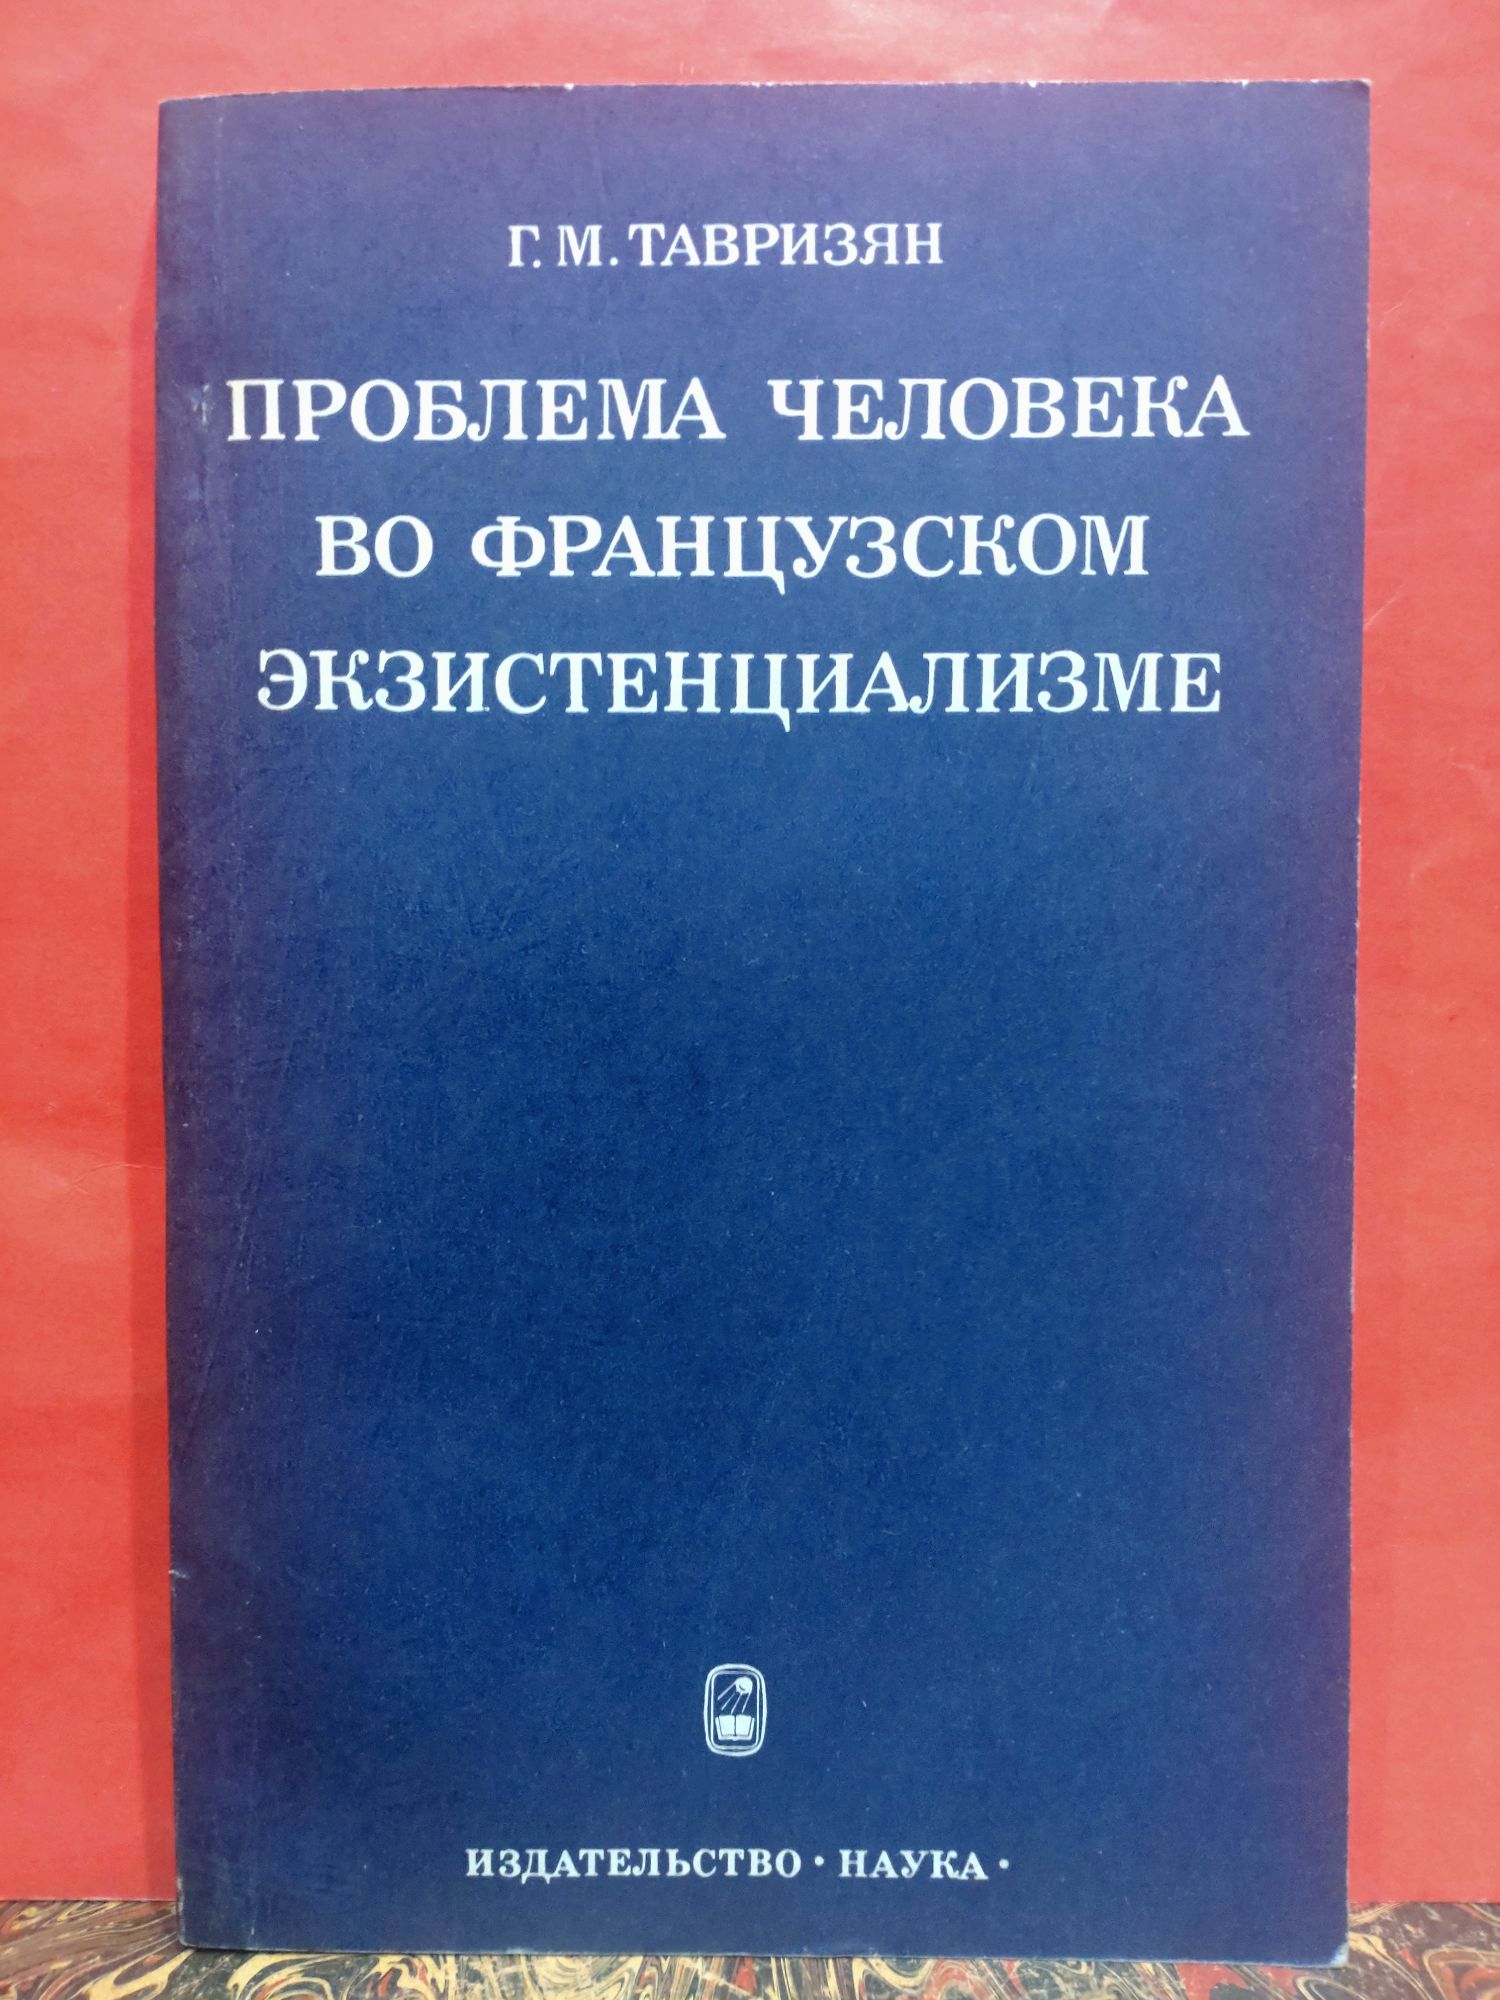 Г. М. ТАВРИЗЯН
ПРОБЛЕМА ЧЕЛОВЕКА
ВО ФРАНЦУЗСКОМ
ЭКЗИСТЕНЦИАЛИЗМЕ
ИЗДАТЕЛЬСТВО • НАУКА •